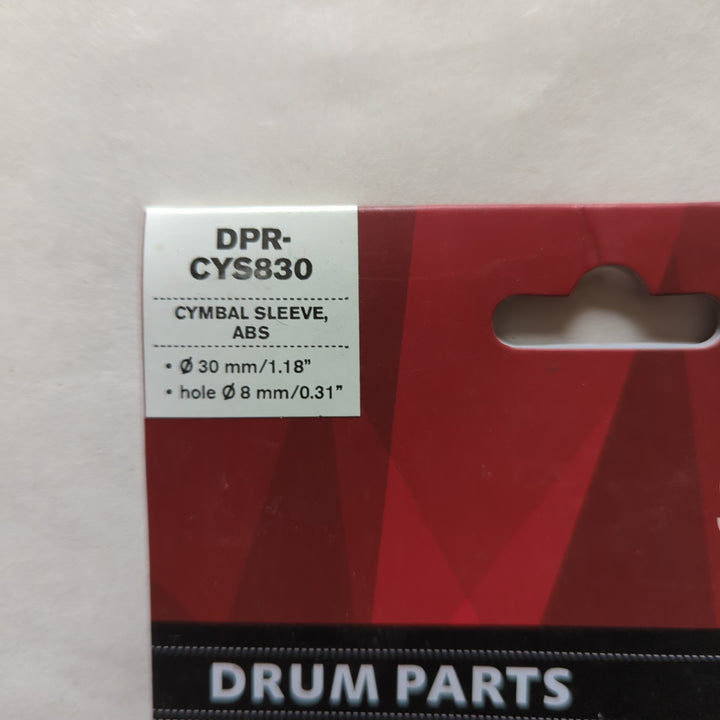 DPR-
CYS830
CYMBAL SLEEVE,
ABS
• Ø 30 mm/1.18”
• hole Ø 8 mm/0.31”
DRUM PARTS